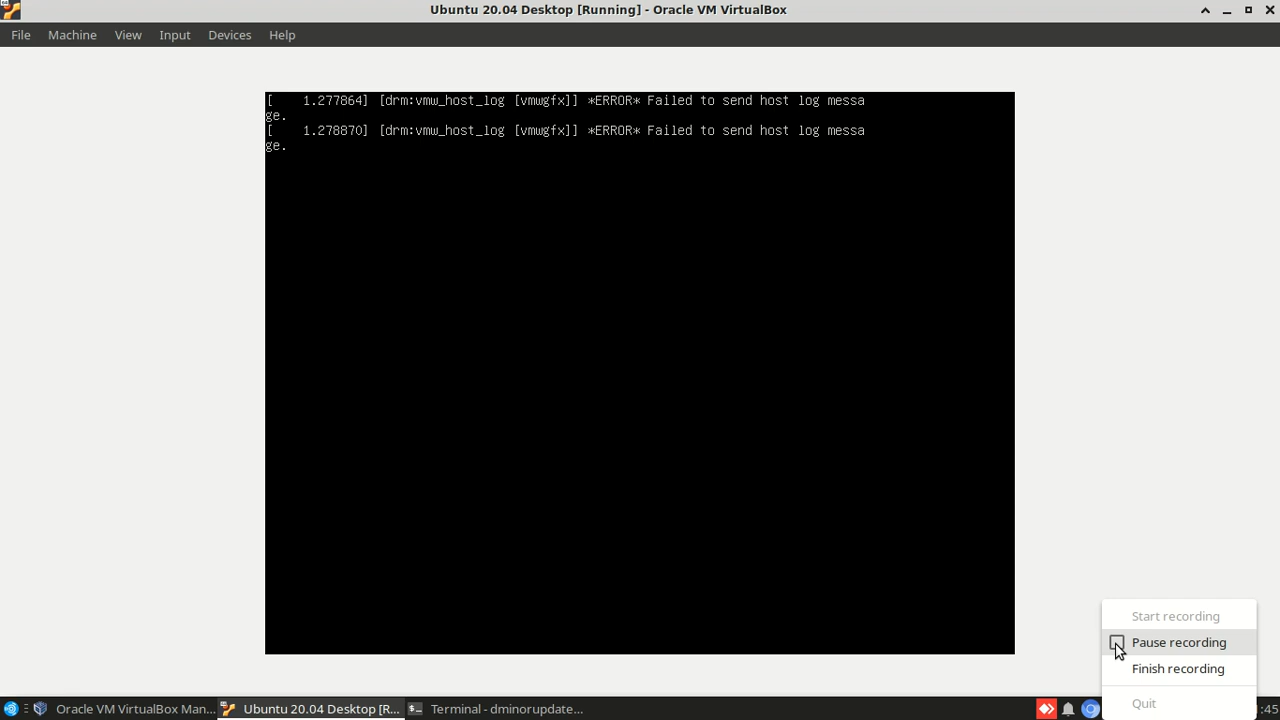 Ubuntu 20.04 Desktop [Running] - Oracle VM VirtualBox
File Machine View Input Devices Help
[    1.277864] [drm:vmw_host_log [vmwgfx]] *ERROR* Failed to send host log messa
ge.
[    1.278870] [drm:vmw_host_log [vmwgfx]] *ERROR* Failed to send host log messa
ge.
Start recording
Pause recording
Finish recording
Quit
Oracle VM VirtualBox Man... Ubuntu 20.04 Desktop [R... Terminal - dminorupdate... :45